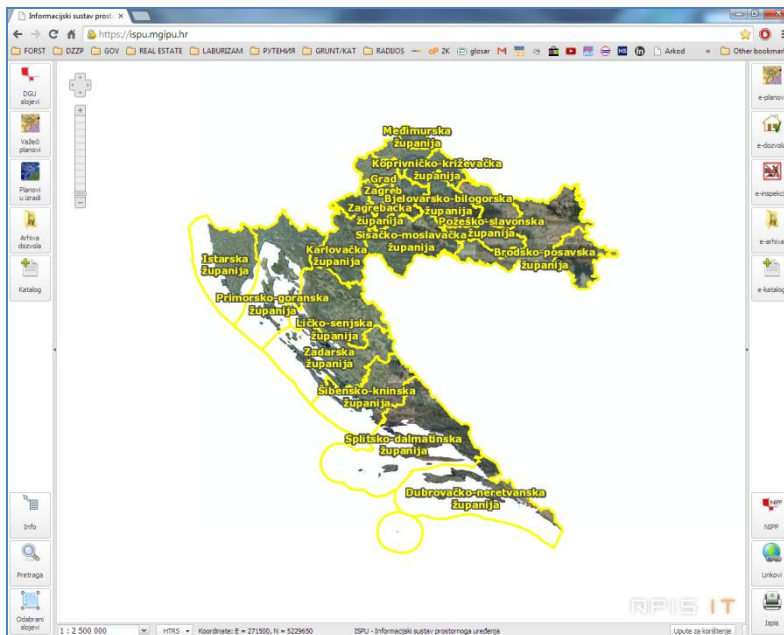 Informacijski sustav prost
https://ispu.mgipu.hr
FORST
DZZP
GOV
REAL ESTATE
LABURIZAM
РУТЕНИЯ
GRUNT/KAT
RADIJOS
2K
glosar
Arkod
»
Other bookmar
DGU
slojevi
Važeći
planovi
Planovi
u izradi
Arhiva
dozvola
Katalog
Info
Pretraga
Odabrani
slojevi
Međimurska
županija
Koprivničko-križevačka
županija
Grad
Zagreb
Bjelovarsko-bilogorska
županija
Zagrebačka
županija
Požeško-slavonska
županija
Sisačko-moslavačka
županija
Brodsko-posavska
županija
Karlovačka
županija
Istarska
županija
Primorsko-goranska
županija
Ličko-senjska
županija
Zadarska
županija
Šibensko-kninska
županija
Splitsko-dalmatinska
županija
Dubrovačko-neretvanska
županija
e-planovi
e-dozvola
e-inspekci
e-arhiva
e-katalog
NIPP
NIPP
Linkovi
Ispis
NPIS IT
1 : 2 500 000
HTRS
Koordinate: E = 271500, N = 5229650
ISPU - Informacijski sustav prostornoga uređenja
Upute za korištenje